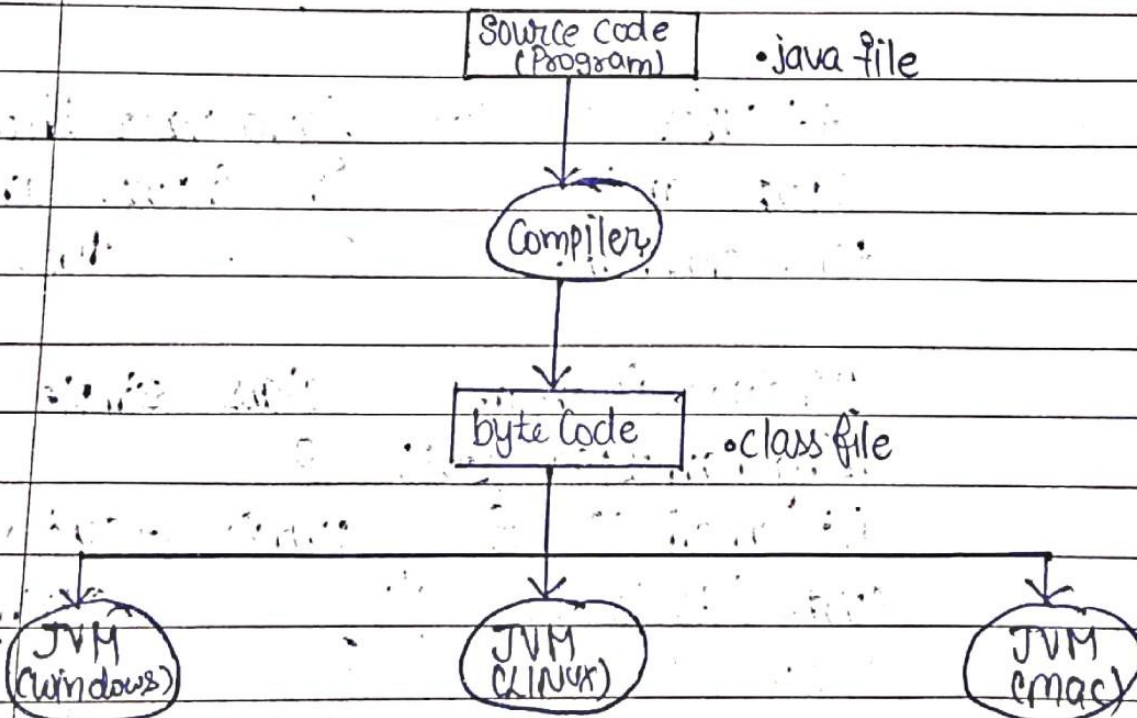 Source code
(Program)
.java file
Compiler
byte Code
.class file
JVM
(windows)
JVM
(LINUX)
JVM
(mac)